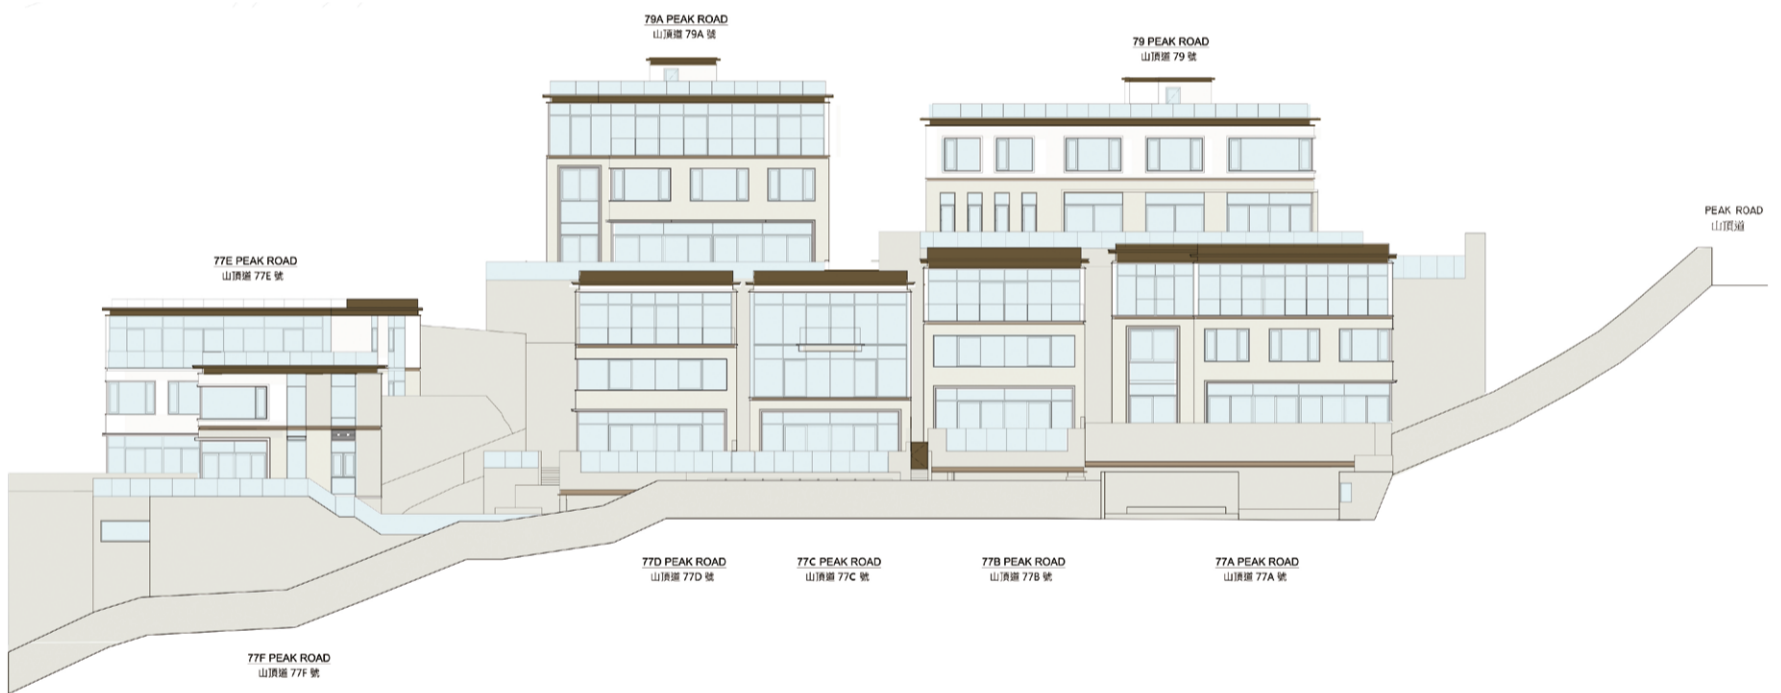 79A PEAK ROAD
山頂道 79A 號
79 PEAK ROAD
山頂道 79 號
PEAK ROAD
山頂道
77E PEAK ROAD
山頂道 77E 號
77D PEAK ROAD
山頂道 77D 號
77C PEAK ROAD
山頂道 77C 號
77B PEAK ROAD
山頂道 77B 號
77A PEAK ROAD
山頂道 77A 號
77F PEAK ROAD
山頂道 77F 號